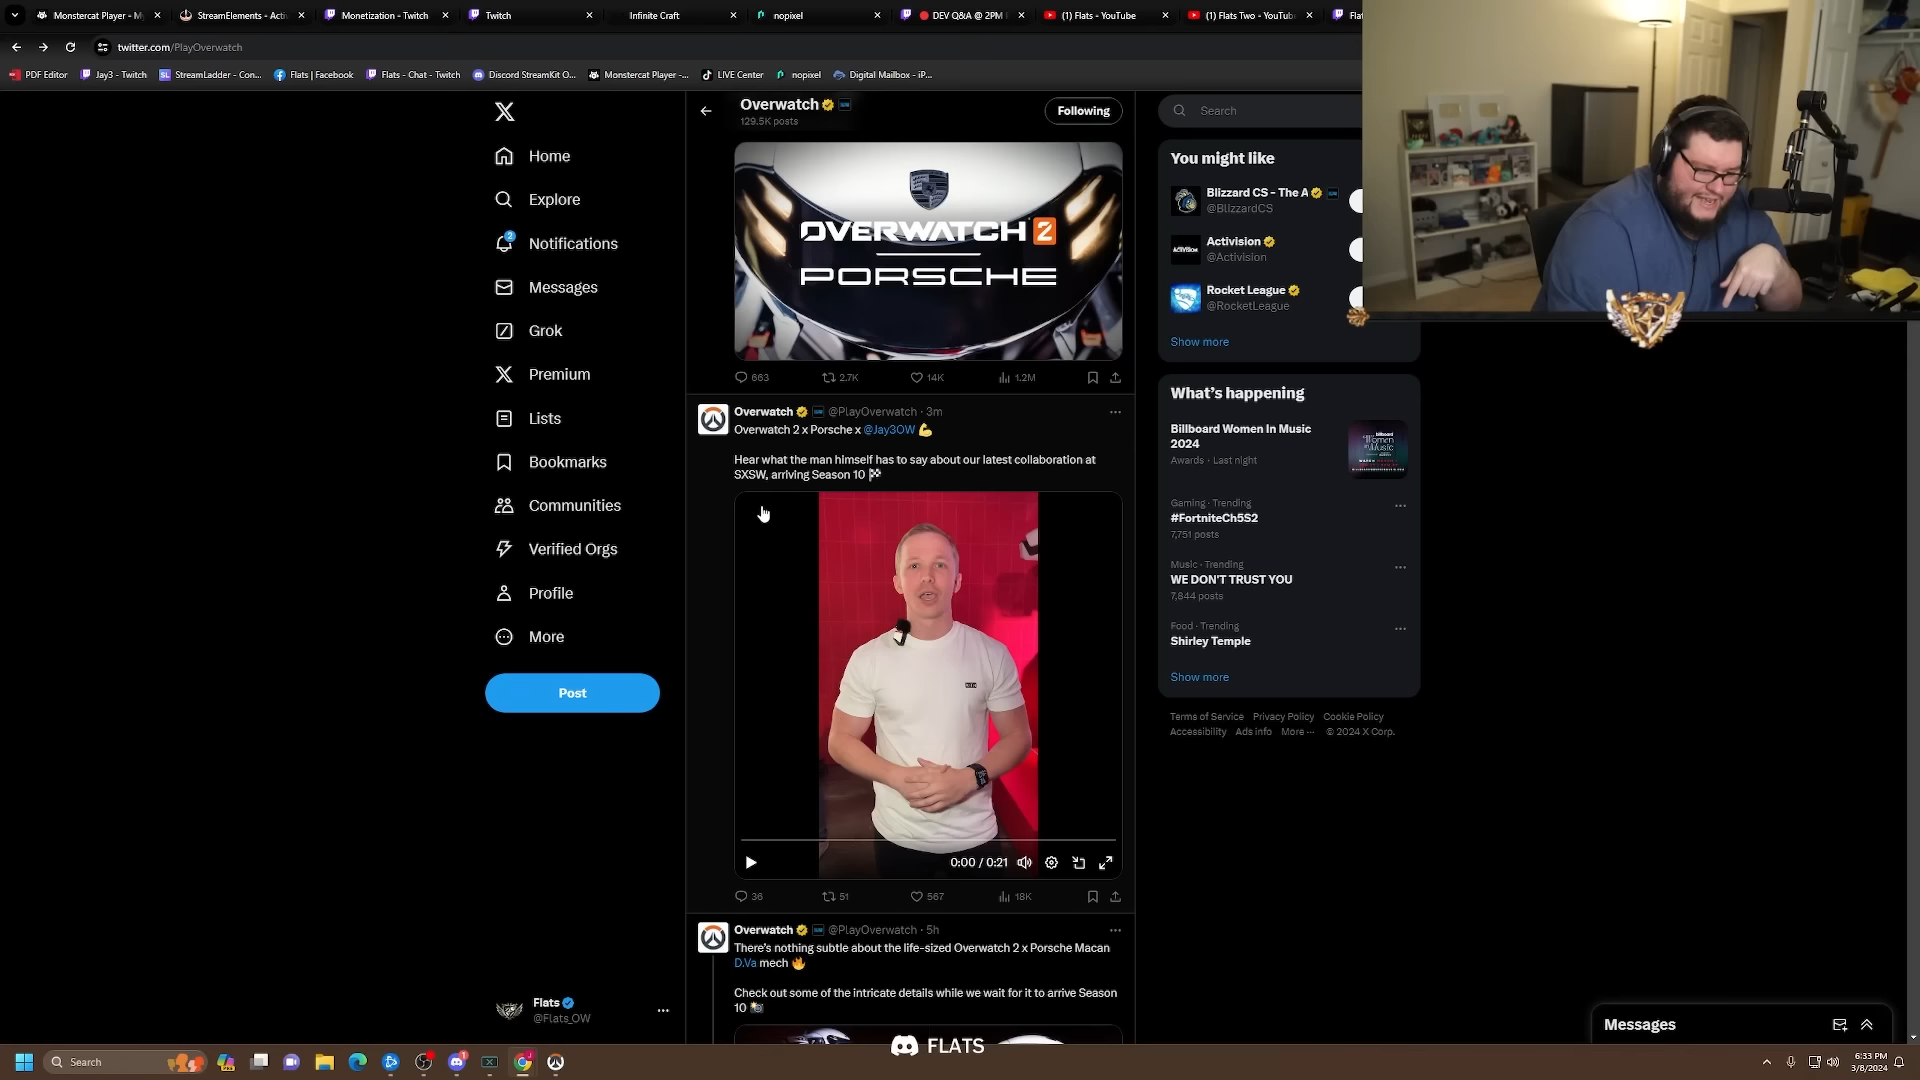 Monstercat Player - My
StreamElements - Acti
Monetization - Twitch
Twitch
Infinite Craft
nopixel
DEV Q&A @ 2PM
(1) Flats - YouTube
(1) Flats Two - YouTub
Fla
twitter.com/PlayOverwatch
PDF Editor
Jay3 - Twitch
StreamLadder - Con...
Flats | Facebook
Flats - Chat - Twitch
Discord StreamKit O...
Monstercat Player -...
LIVE Center
nopixel
Digital Mailbox - iP...
Home
Explore
2
Notifications
Messages
Grok
Premium
Lists
Bookmarks
Communities
Verified Orgs
Profile
More
Post
Flats
@Flats_OW
Overwatch
129.5K posts
Following
OVERWATCH 2
PORSCHE
663 2.7K 14K 1.2M
Overwatch @PlayOverwatch · 3m
Overwatch 2 x Porsche x @Jay3OW
Hear what the man himself has to say about our latest collaboration at
SXSW, arriving Season 10
KITH
0:00 / 0:21
36 51 567 18K
Overwatch @PlayOverwatch · 5h
There's nothing subtle about the life-sized Overwatch 2 x Porsche Macan
D.Va mech
Check out some of the intricate details while we wait for it to arrive Season
10
Search
You might like
Blizzard CS - The A
@BlizzardCS
Activision
@Activision
Rocket League
@RocketLeague
Show more
What's happening
Billboard Women In Music
2024
Awards · Last night
Gaming · Trending
#FortniteCh5S2
7,751 posts
Music · Trending
WE DON'T TRUST YOU
7,844 posts
Food · Trending
Shirley Temple
Show more
Terms of Service Privacy Policy Cookie Policy
Accessibility Ads info More ··· © 2024 X Corp.
Messages
FLATS
Search
1
6:33 PM
3/8/2024